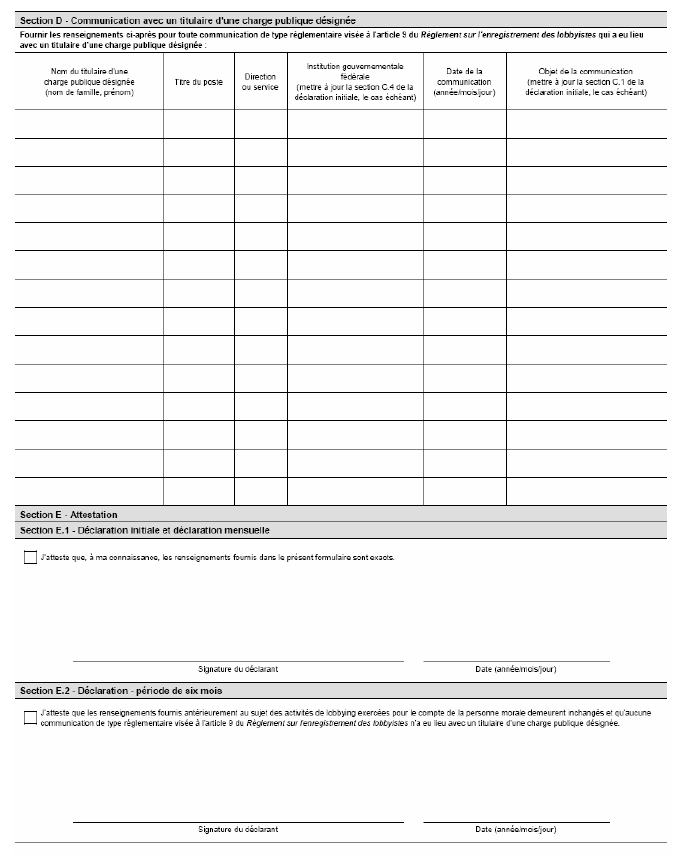 Section D - Communication avec un titulaire d'une charge publique désignée
Fournir les renseignements ci-après pour toute communication de type réglementaire visée à l'article 9 du Règlement sur l'enregistrement des lobbyistes qui a eu lieu
avec un titulaire d'une charge publique désignée :
Nom du titulaire d'une
charge publique désignée
(nom de famille, prénom)
Titre du poste
Direction
ou service
Institution gouvernementale
fédérale
(mettre à jour la section C.4 de la
déclaration initiale, le cas échéant)
Date de la
communication
(année/mois/jour)
Objet de la communication
(mettre à jour la section C.1 de la
déclaration initiale, le cas échéant)
Section E - Attestation
Section E.1 - Déclaration initiale et déclaration mensuelle
J'atteste que, à ma connaissance, les renseignements fournis dans le présent formulaire sont exacts.
Signature du déclarant
Date (année/mois/jour)
Section E.2 - Déclaration - période de six mois
J'atteste que les renseignements fournis antérieurement au sujet des activités de lobbying exercées pour le compte de la personne morale demeurent inchangés et qu'aucune
communication de type réglementaire visée à l'article 9 du Règlement sur l'enregistrement des lobbyistes n'a eu lieu avec un titulaire d'une charge publique désignée.
Signature du déclarant
Date (année/mois/jour)